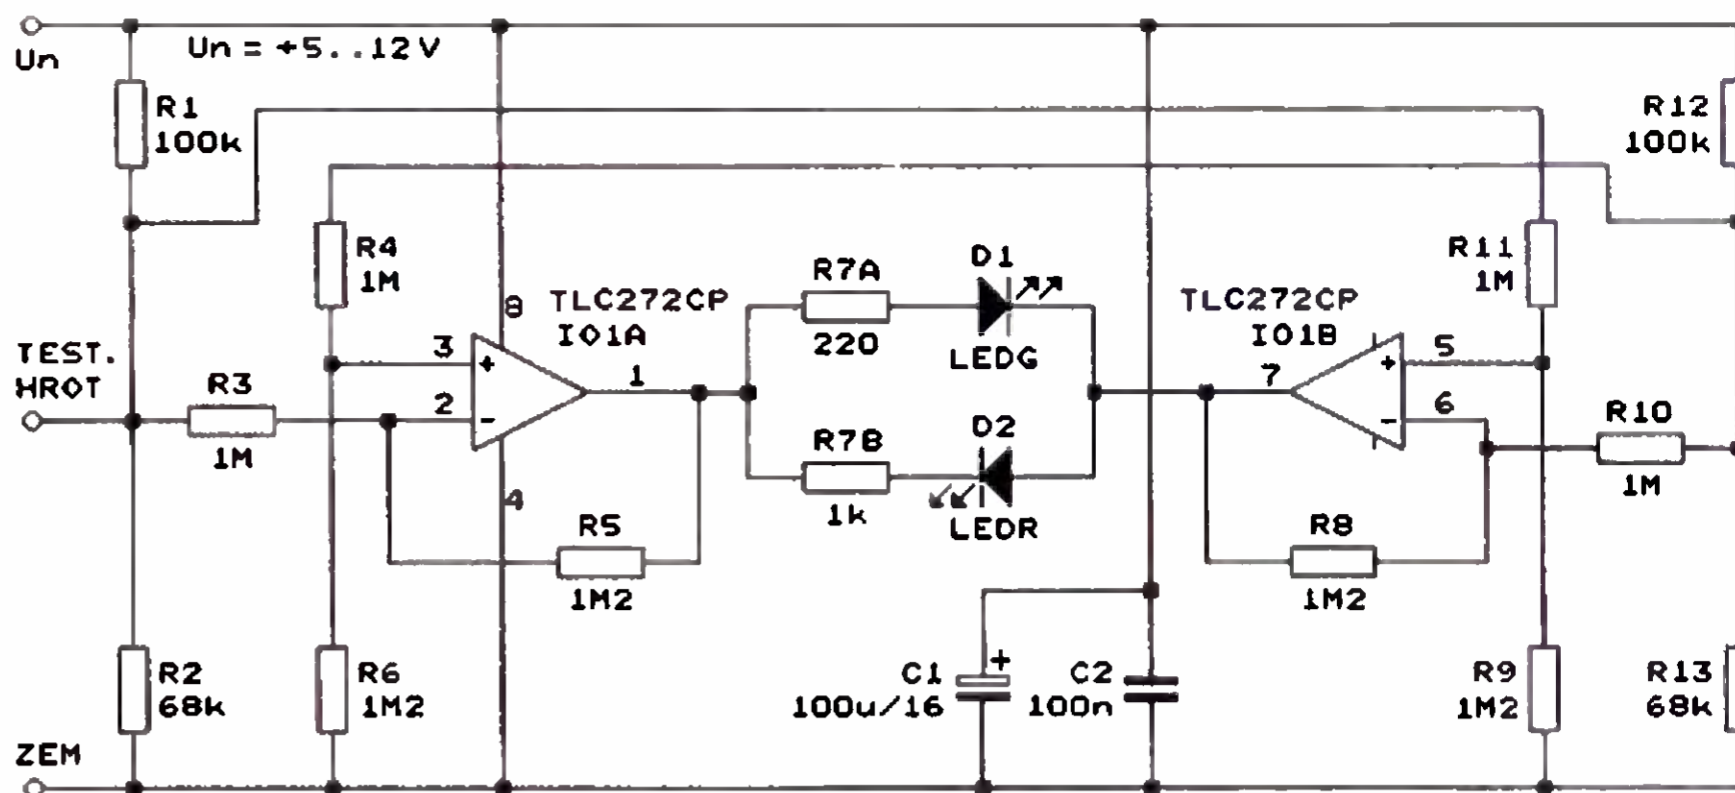 Un
Un = +5..12V
R1
100k
R12
100k
R4
1M
R11
1M
R7A
220
D1
LEDG
TLC272CP
IO1A
TLC272CP
IO1B
8
3
+
2
-
1
4
7
5
+
6
-
TEST.
HROT
R3
1M
R7B
1k
D2
LEDR
R10
1M
R5
1M2
R8
1M2
R2
68k
R6
1M2
C1
100u/16
+
C2
100n
R9
1M2
R13
68k
ZEM